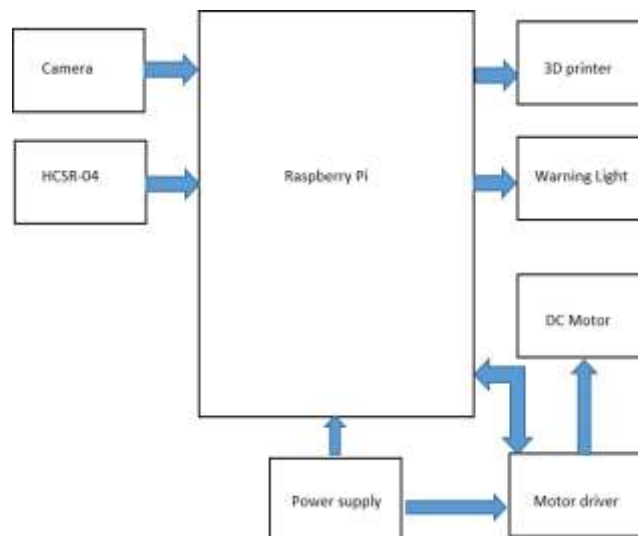 Camera
3D printer
HCSR-04
Raspberry Pi
Warning Light
DC Motor
Power supply
Motor driver